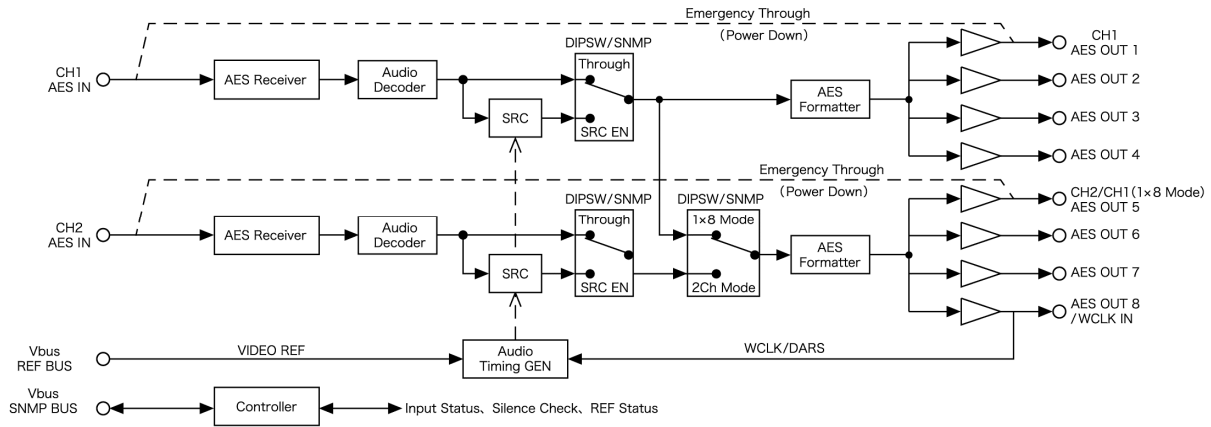 Emergency Through
(Power Down)
CH1
AES IN
AES Receiver
Audio
Decoder
SRC
DIPSW/SNMP
Through
SRC EN
AES
Formatter
CH1
AES OUT 1
AES OUT 2
AES OUT 3
AES OUT 4
Emergency Through
(Power Down)
CH2
AES IN
AES Receiver
Audio
Decoder
SRC
DIPSW/SNMP
Through
SRC EN
DIPSW/SNMP
1×8 Mode
2Ch Mode
AES
Formatter
CH2/CH1(1×8 Mode)
AES OUT 5
AES OUT 6
AES OUT 7
AES OUT 8
/WCLK IN
Vbus
REF BUS
VIDEO REF
Audio
Timing GEN
WCLK/DARS
Vbus
SNMP BUS
Controller
Input Status、Silence Check、REF Status